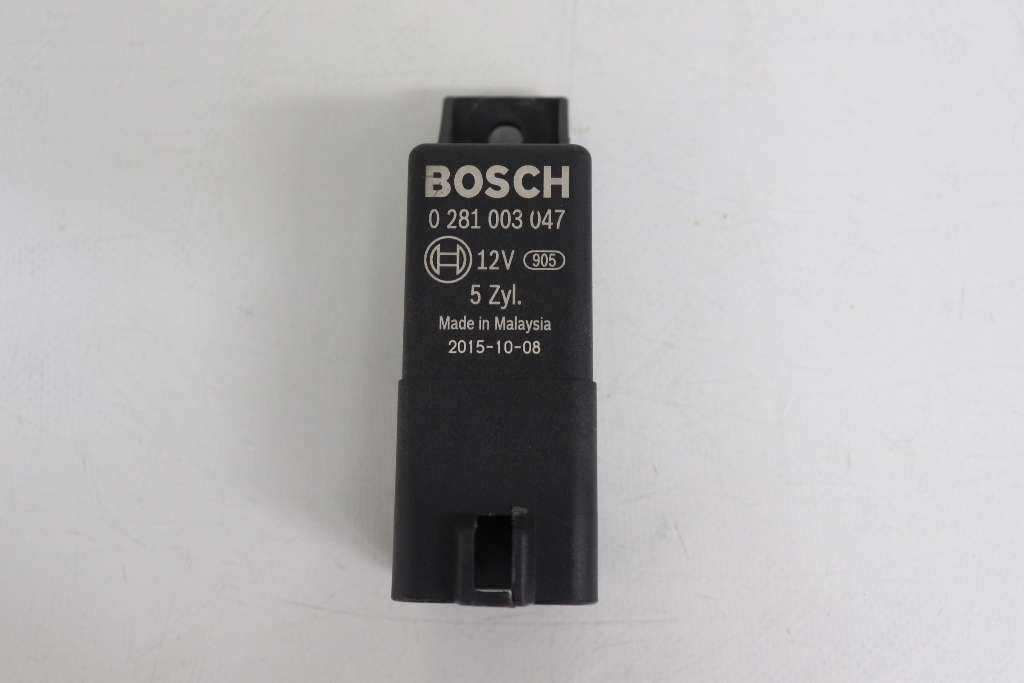 BOSCH
0 281 003 047
12V 905
5 Zyl.
Made in Malaysia
2015-10-08